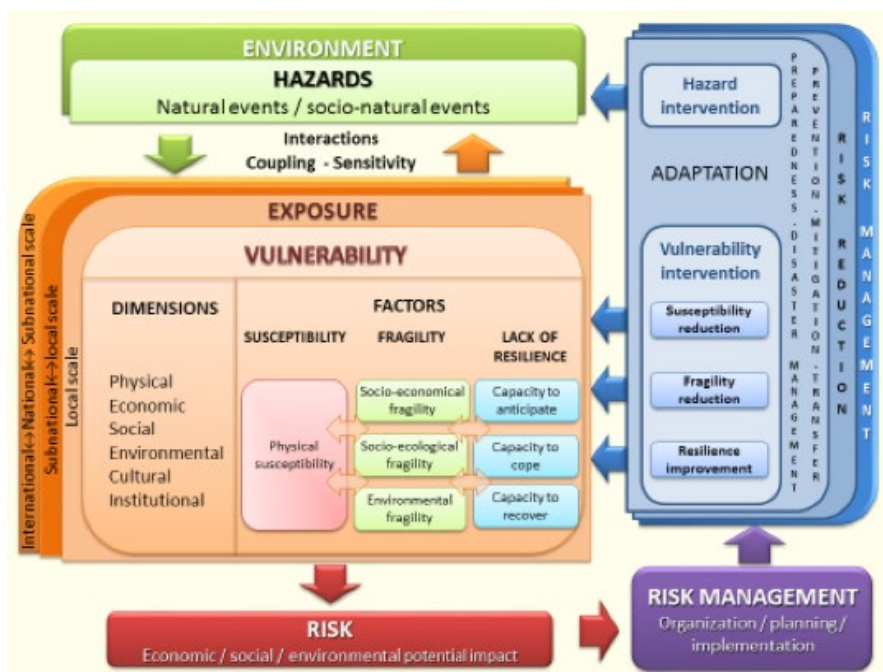 ENVIRONMENT
HAZARDS
Natural events / socio-natural events
Interactions
Coupling - Sensitivity
International↔National↔Subnational scale
Subnational↔local scale
Local scale
EXPOSURE
VULNERABILITY
DIMENSIONS
Physical
Economic
Social
Environmental
Cultural
Institutional
FACTORS
SUSCEPTIBILITY
FRAGILITY
LACK OF
RESILIENCE
Physical
susceptibility
Socio-economical
fragility
Socio-ecological
fragility
Environmental
fragility
Capacity to
anticipate
Capacity to
cope
Capacity to
recover
Hazard
intervention
ADAPTATION
Vulnerability
intervention
Susceptibility
reduction
Fragility
reduction
Resilience
improvement
PREPAREDNESS-DISASTER MANAGEMENT
PREVENTION-MITIGATION-TRANSFER
RISK REDUCTION
RISK MANAGEMENT
RISK
Economic / social / environmental potential impact
RISK MANAGEMENT
Organization / planning /
implementation